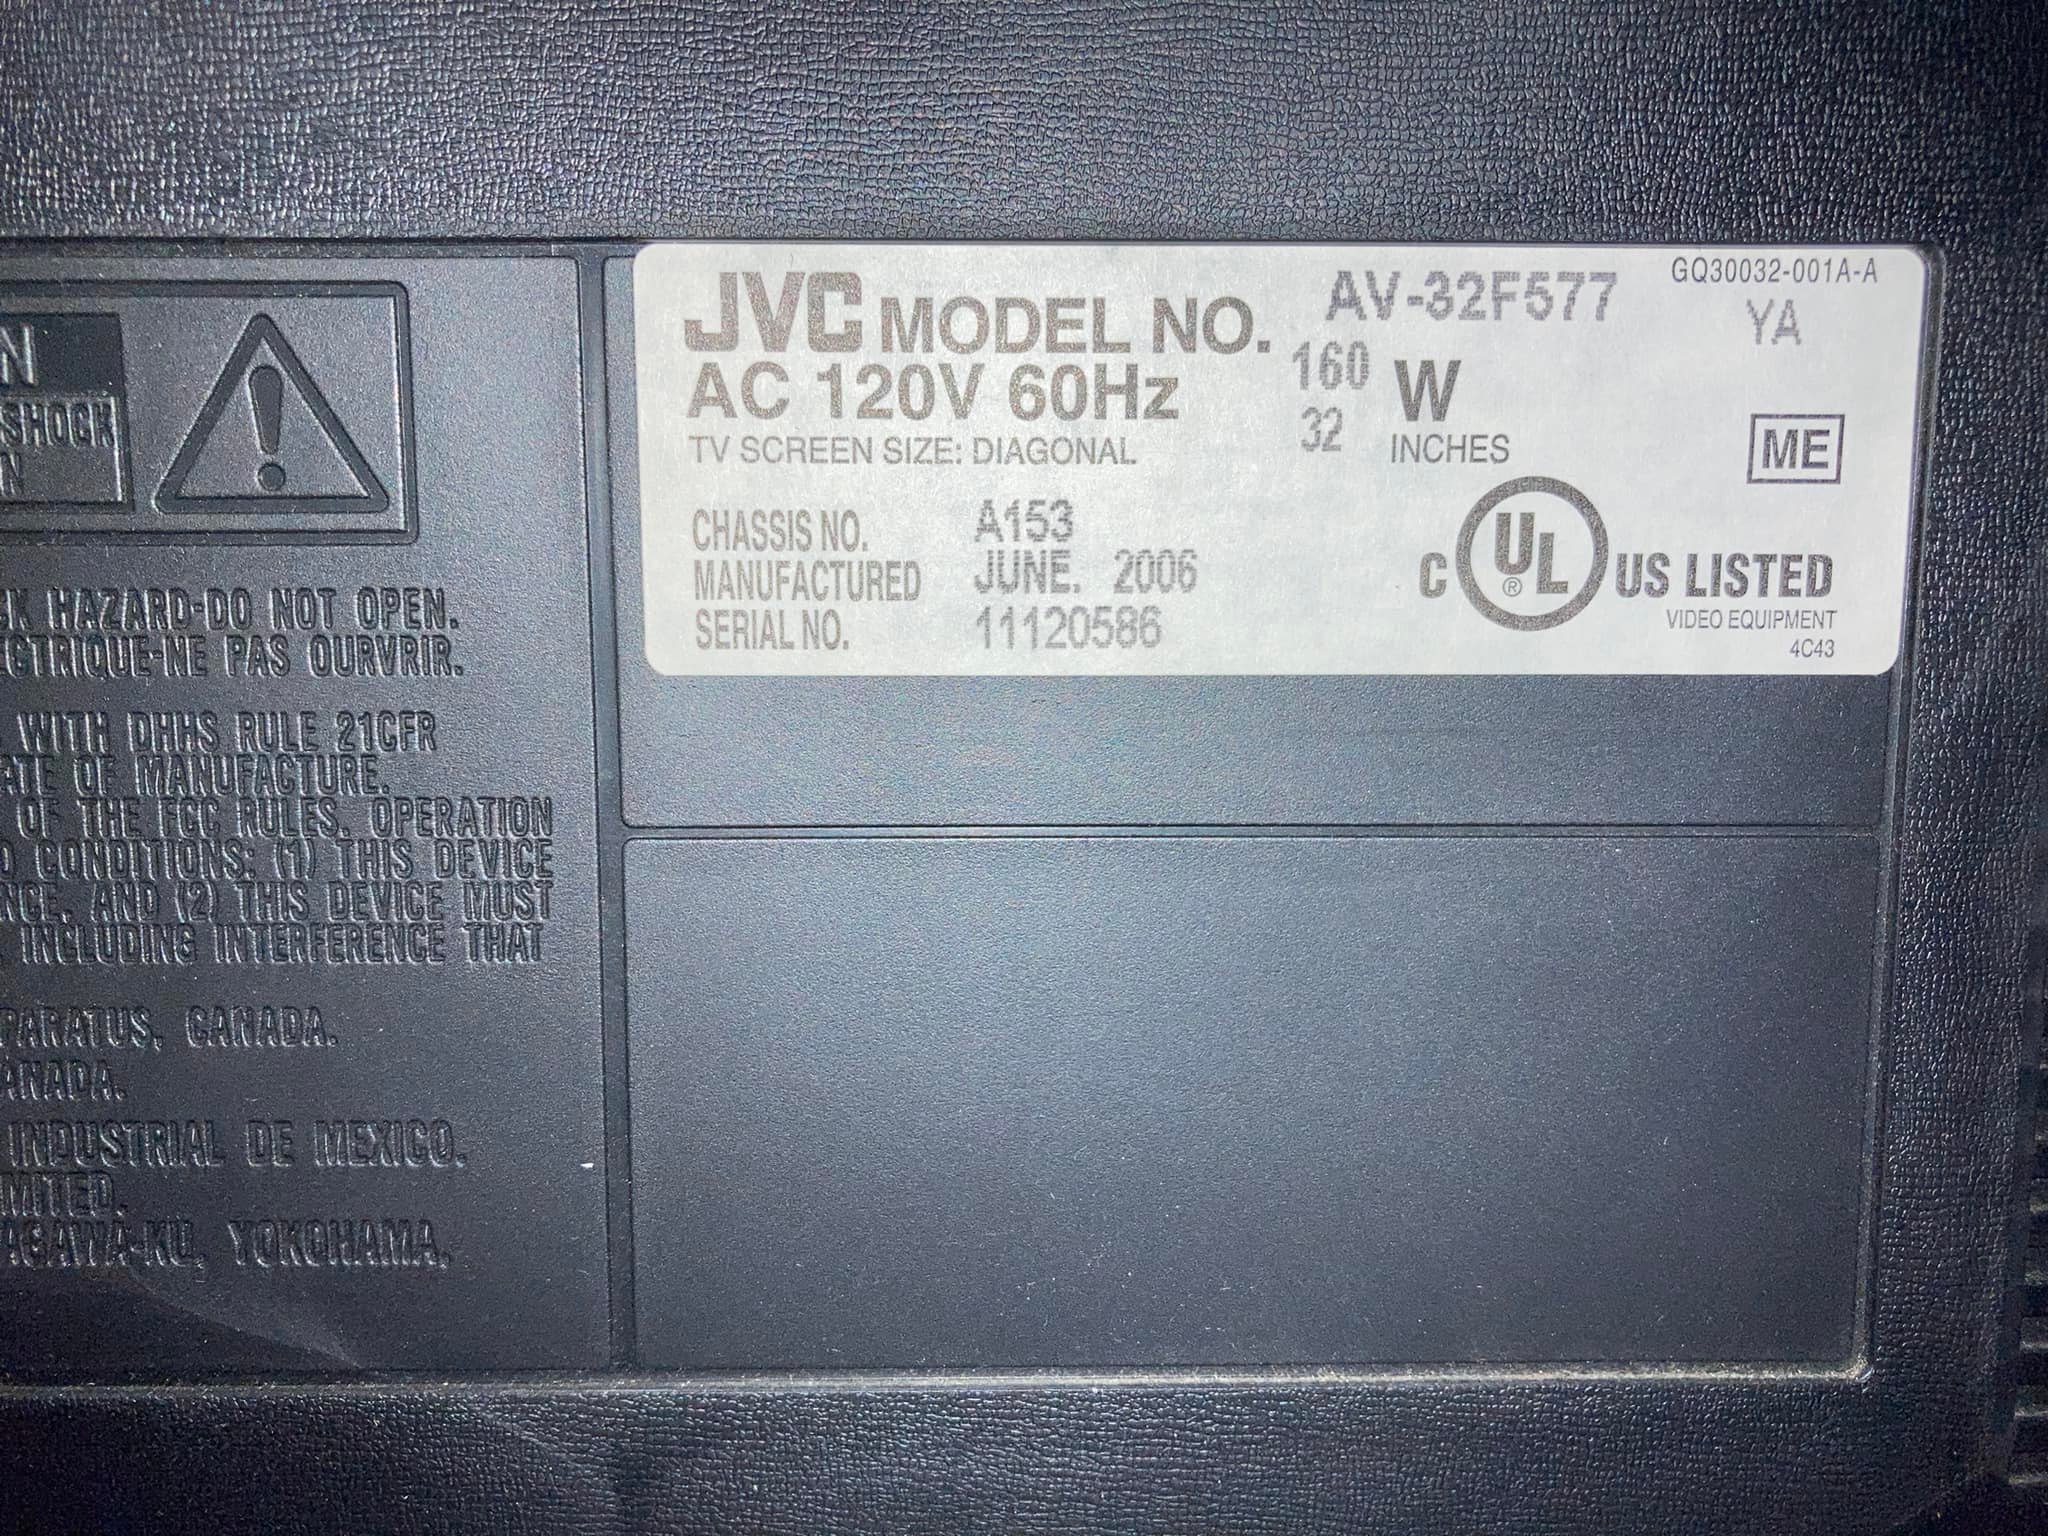 N
SHOCK
N
CK HAZARD-DO NOT OPEN.
ECTRIQUE-NE PAS OURVRIR.
WITH DHHS RULE 21CFR
ATE OF MANUFACTURE.
OF THE FCC RULES. OPERATION
O CONDITIONS: (1) THIS DEVICE
NCE, AND (2) THIS DEVICE MUST
INCLUDING INTERFERENCE THAT
PARATUS, CANADA.
ANADA.
INDUSTRIAL DE MEXICO.
IMITED.
AGAWA-KU, YOKOHAMA,
GQ30032-001A-A
JVC MODEL NO. AV-32F577 YA
AC 120V 60Hz 160 W
TV SCREEN SIZE: DIAGONAL 32 INCHES
ME
CHASSIS NO. A153
MANUFACTURED JUNE. 2006
SERIAL NO. 11120586
C UL® US LISTED
VIDEO EQUIPMENT
4C43